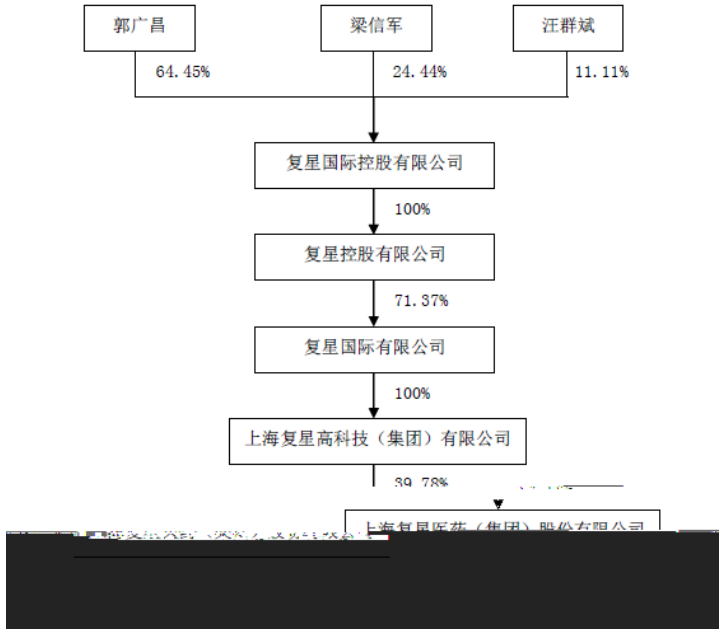 郭广昌 梁信军 汪群斌
64.45% 24.44% 11.11%
复星国际控股有限公司
100%
复星控股有限公司
71.37%
复星国际有限公司
100%
上海复星高科技（集团）有限公司
39.78%
上海复星医药（集团）股份有限公司